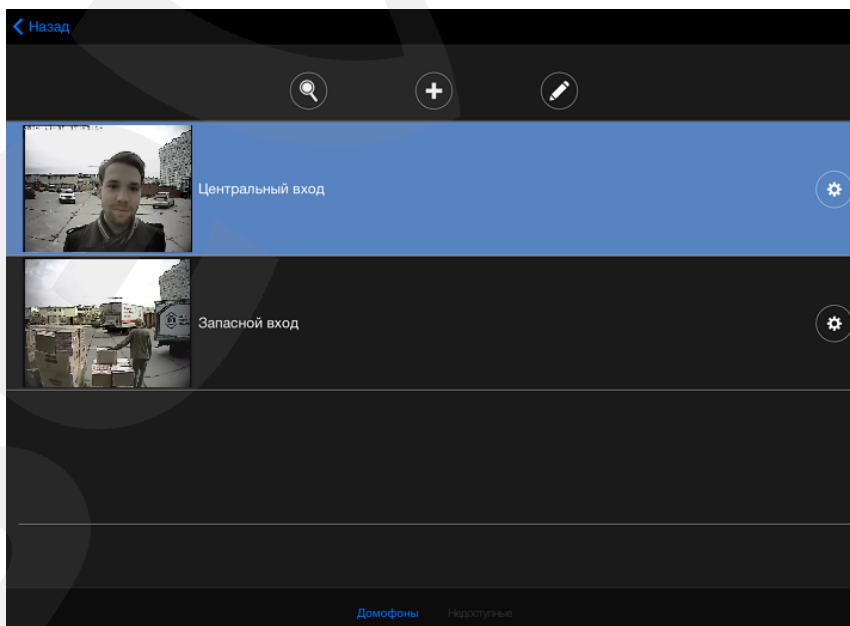 Назад
Центральный вход
Запасной вход
Домофоны Недоступные